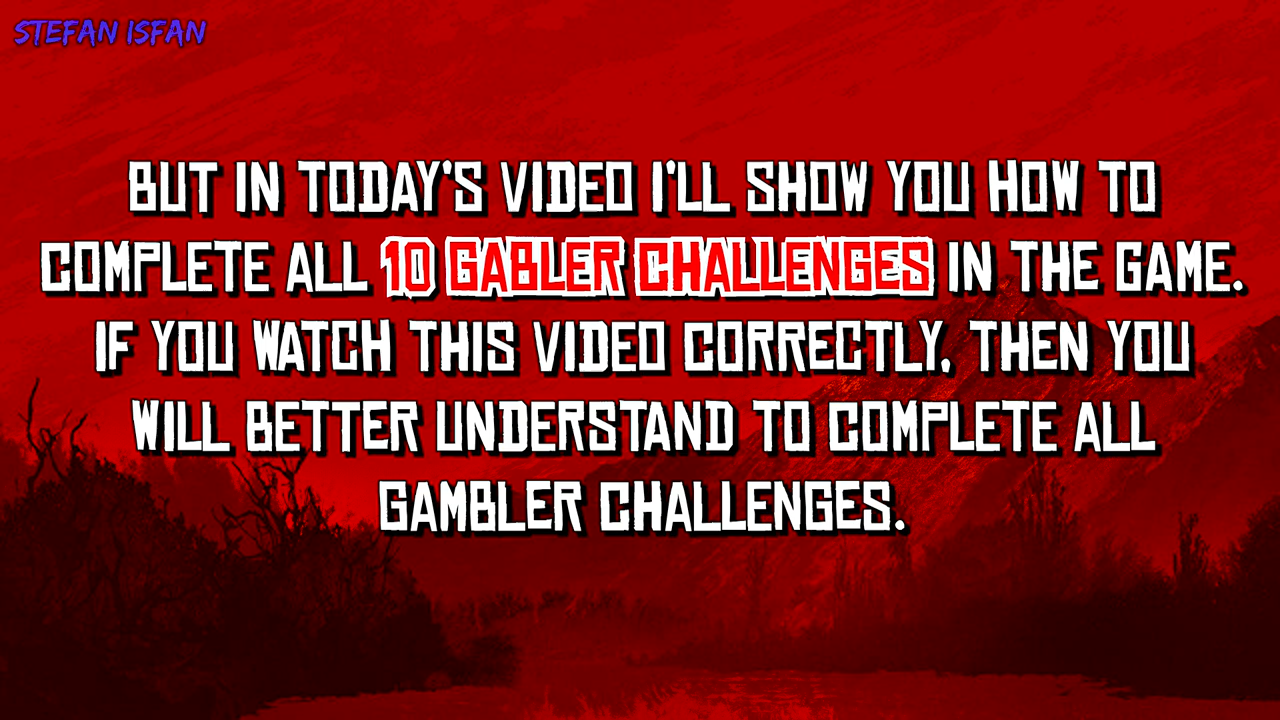 STEFAN ISFAN
BUT IN TODAY'S VIDEO I'LL SHOW YOU HOW TO
COMPLETE ALL 10 GABLER CHALLENGES IN THE GAME.
IF YOU WATCH THIS VIDEO CORRECTLY, THEN YOU
WILL BETTER UNDERSTAND TO COMPLETE ALL
GAMBLER CHALLENGES.